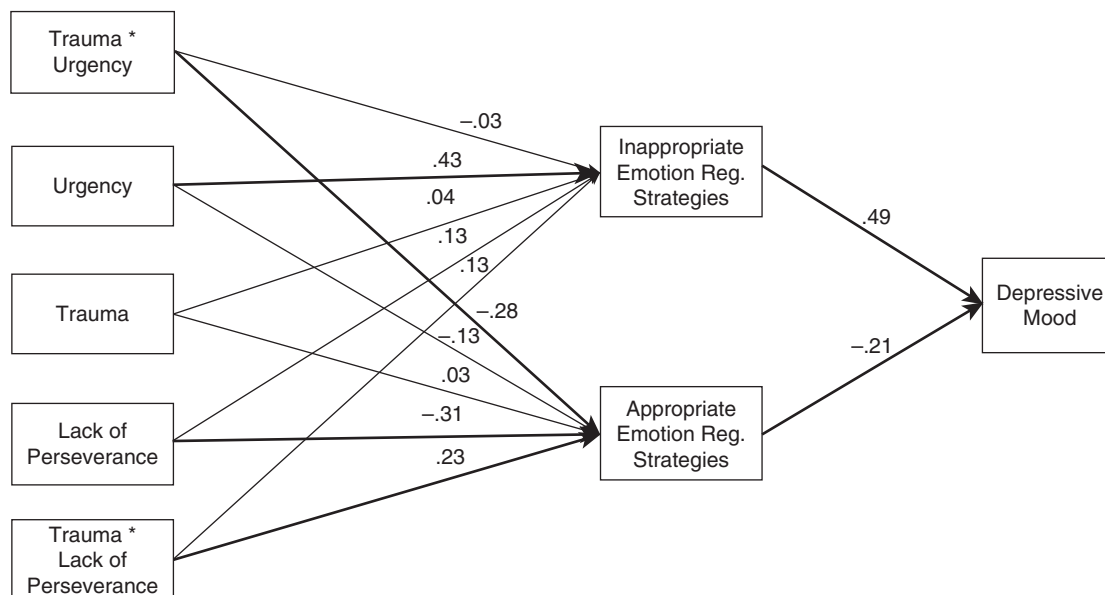 Trauma *
Urgency
Urgency
Trauma
Lack of
Perseverance
Trauma *
Lack of
Perseverance
–.03
.43
.04
.13
.13
–.28
–.13
.03
–.31
.23
Inappropriate
Emotion Reg.
Strategies
Appropriate
Emotion Reg.
Strategies
.49
–.21
Depressive
Mood